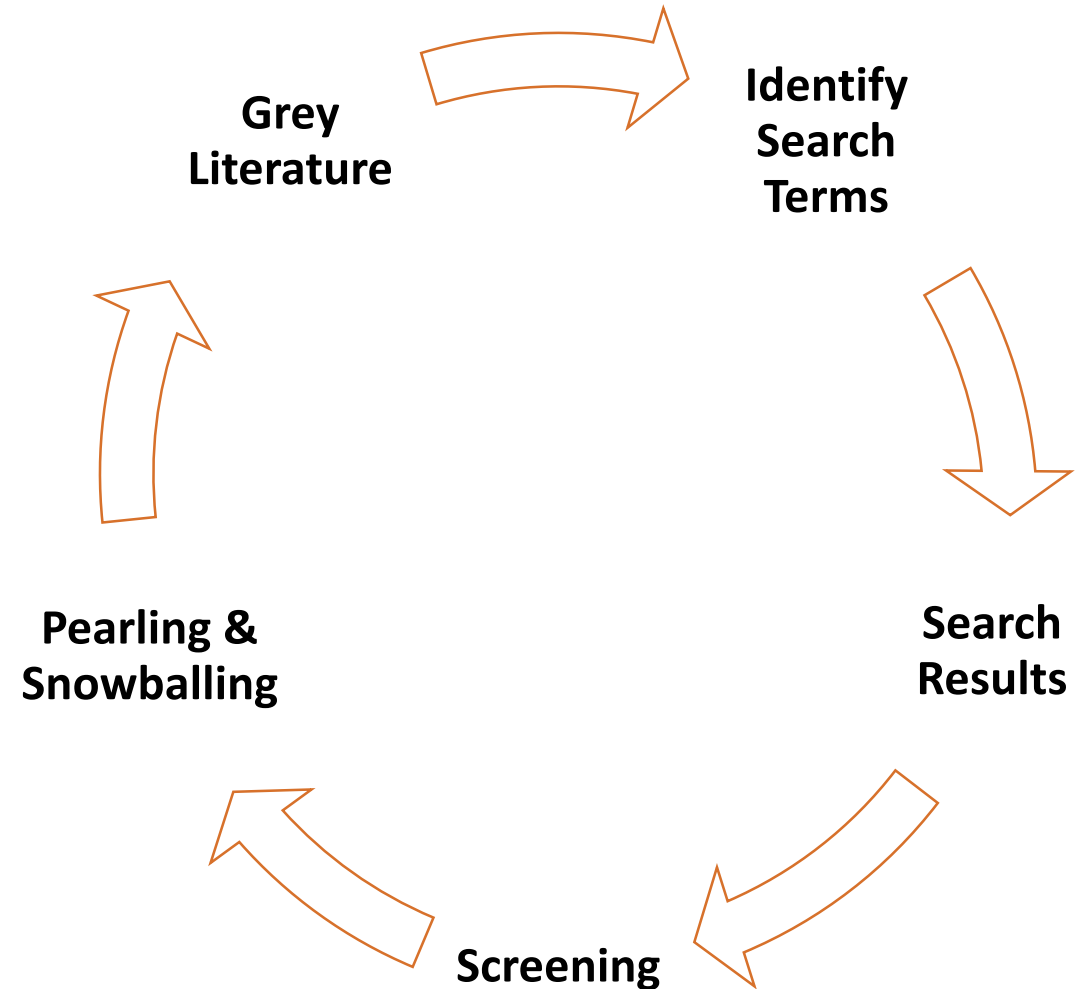 Grey
Literature
Identify
Search
Terms
Search
Results
Screening
Pearling &
Snowballing